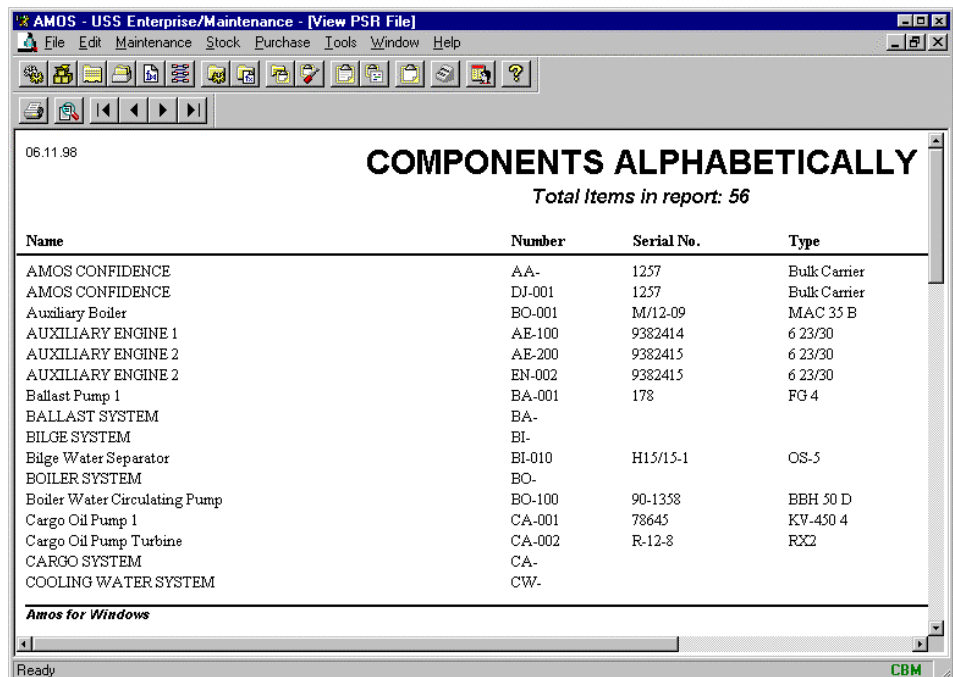 AMOS - USS Enterprise/Maintenance - [View PSR File]
File Edit Maintenance Stock Purchase Tools Window Help
06.11.98
COMPONENTS ALPHABETICALLY
Total Items in report: 56
Name Number Serial No. Type
AMOS CONFIDENCE AA- 1257 Bulk Carrier
AMOS CONFIDENCE DJ-001 1257 Bulk Carrier
Auxiliary Boiler BO-001 M/12-09 MAC 35 B
AUXILIARY ENGINE 1 AE-100 9382414 6 23/30
AUXILIARY ENGINE 2 AE-200 9382415 6 23/30
AUXILIARY ENGINE 2 EN-002 9382415 6 23/30
Ballast Pump 1 BA-001 178 FG 4
BALLAST SYSTEM BA-
BILGE SYSTEM BI-
Bilge Water Separator BI-010 H15/15-1 OS-5
BOILER SYSTEM BO-
Boiler Water Circulating Pump BO-100 90-1358 BBH 50 D
Cargo Oil Pump 1 CA-001 78645 KV-450 4
Cargo Oil Pump Turbine CA-002 R-12-8 RX2
CARGO SYSTEM CA-
COOLING WATER SYSTEM CW-
Amos for Windows
Ready CBM